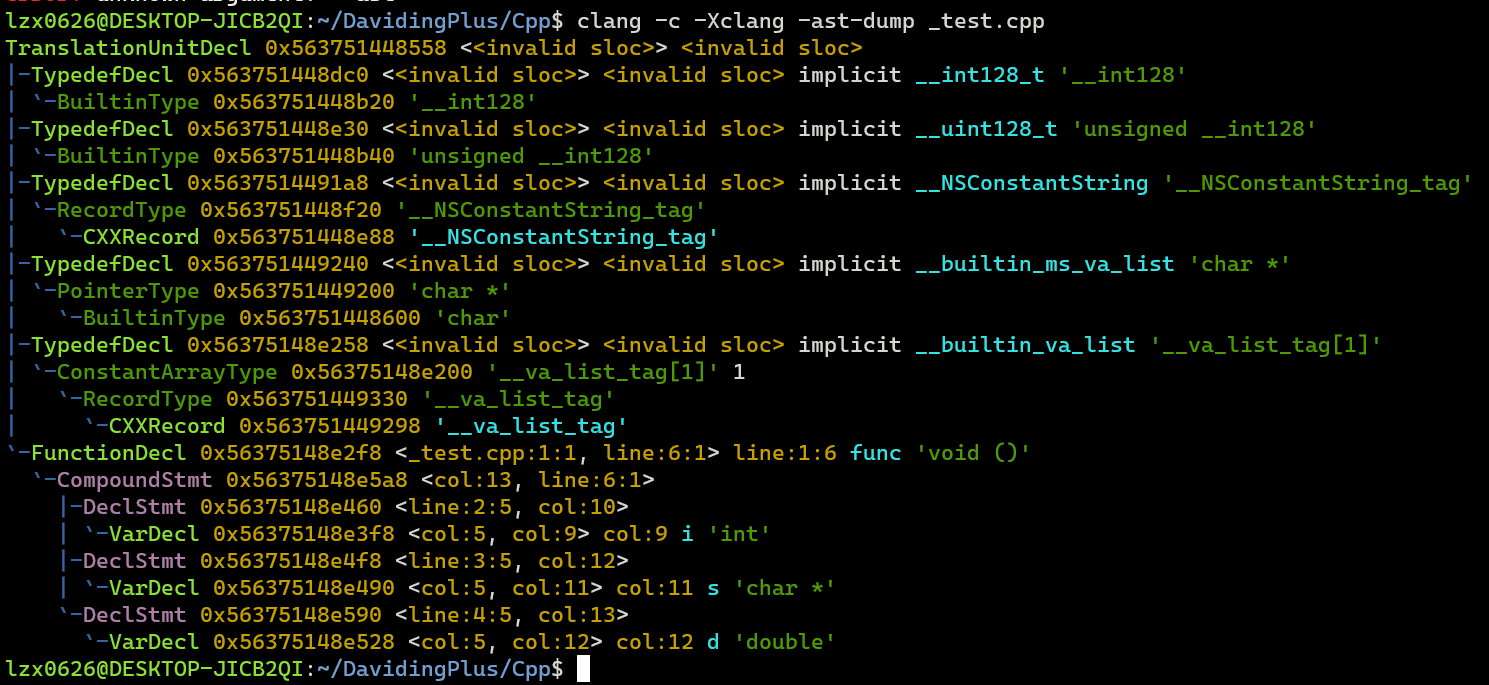 lzx0626@DESKTOP-JICB2QI:~/DavidingPlus/Cpp$ clang -c -Xclang -ast-dump _test.cpp
TranslationUnitDecl 0x563751448558 <<invalid sloc>> <invalid sloc>
|-TypedefDecl 0x563751448dc0 <<invalid sloc>> <invalid sloc> implicit __int128_t '__int128'
| `-BuiltinType 0x563751448b20 '__int128'
|-TypedefDecl 0x563751448e30 <<invalid sloc>> <invalid sloc> implicit __uint128_t 'unsigned __int128'
| `-BuiltinType 0x563751448b40 'unsigned __int128'
|-TypedefDecl 0x5637514491a8 <<invalid sloc>> <invalid sloc> implicit __NSConstantString '__NSConstantString_tag'
| `-RecordType 0x563751448f20 '__NSConstantString_tag'
|   `-CXXRecord 0x563751448e88 '__NSConstantString_tag'
|-TypedefDecl 0x563751449240 <<invalid sloc>> <invalid sloc> implicit __builtin_ms_va_list 'char *'
| `-PointerType 0x563751449200 'char *'
|   `-BuiltinType 0x563751448600 'char'
|-TypedefDecl 0x56375148e258 <<invalid sloc>> <invalid sloc> implicit __builtin_va_list '__va_list_tag[1]'
| `-ConstantArrayType 0x56375148e200 '__va_list_tag[1]' 1
|   `-RecordType 0x563751449330 '__va_list_tag'
|     `-CXXRecord 0x563751449298 '__va_list_tag'
`-FunctionDecl 0x56375148e2f8 <_test.cpp:1:1, line:6:1> line:1:6 func 'void ()'
  `-CompoundStmt 0x56375148e5a8 <col:13, line:6:1>
    |-DeclStmt 0x56375148e460 <line:2:5, col:10>
    | `-VarDecl 0x56375148e3f8 <col:5, col:9> col:9 i 'int'
    |-DeclStmt 0x56375148e4f8 <line:3:5, col:12>
    | `-VarDecl 0x56375148e490 <col:5, col:11> col:11 s 'char *'
    `-DeclStmt 0x56375148e590 <line:4:5, col:13>
      `-VarDecl 0x56375148e528 <col:5, col:12> col:12 d 'double'
lzx0626@DESKTOP-JICB2QI:~/DavidingPlus/Cpp$